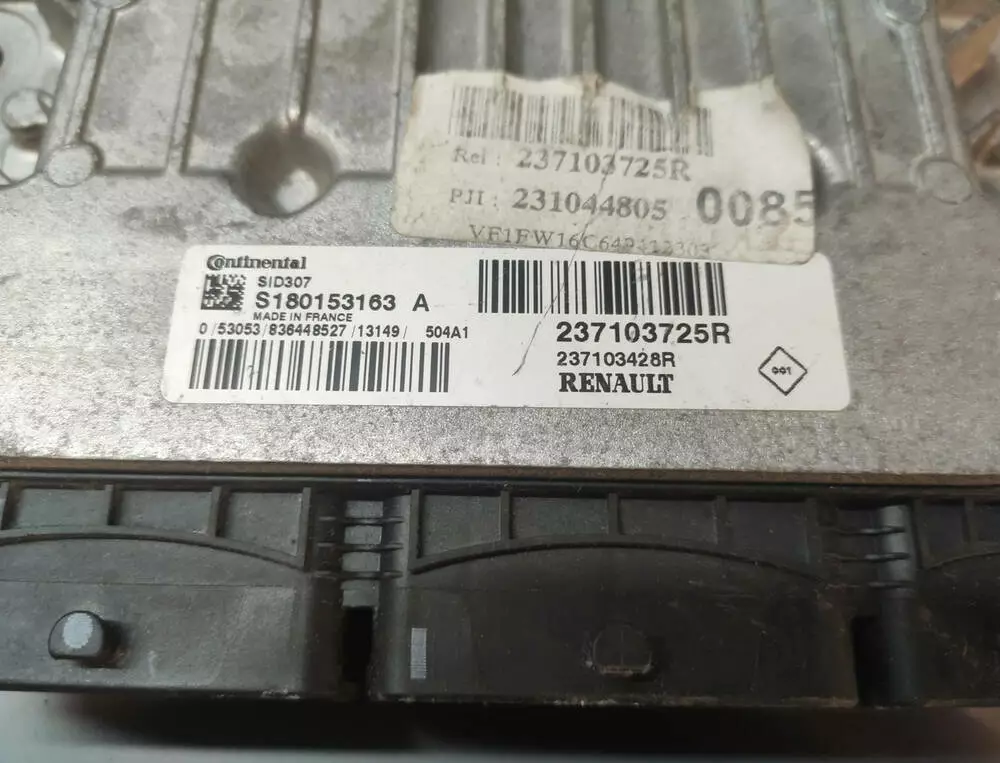 Ref : 237103725R
PJI : 231044805 0085
Continental
SID307
S180153163 A
MADE IN FRANCE
0/53053/836448527/13149/ 504A1
237103725R
237103428R
RENAULT
001